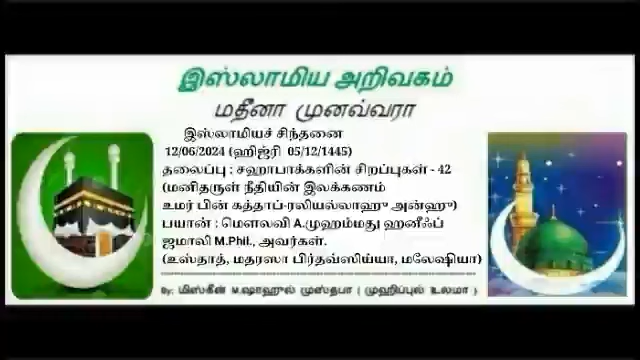 இஸ்லாமிய அறிவகம்
மதீனா முனவ்வரா
இஸ்லாமியச் சிந்தனை
12/06/2024 (ஹிஜ்ரி 05/12/1445)
தலைப்பு : சஹாபாக்களின் சிறப்புகள் - 42
(மனிதருள் நீதியின் இலக்கணம்
உமர் பின் கத்தாப்-ரலியல்லாஹு அன்ஹு)
பயான் : மௌலவி A.முஹம்மது ஹனீஃப்
ஜமாலி M.Phil., அவர்கள்.
(உஸ்தாத், மதரஸா பிர்தவ்ஸிய்யா, மலேஷியா)
By: மிஸ்கீன் M.ஷாஹுல் முஸ்தபா ( முஹிப்புல் உலமா )